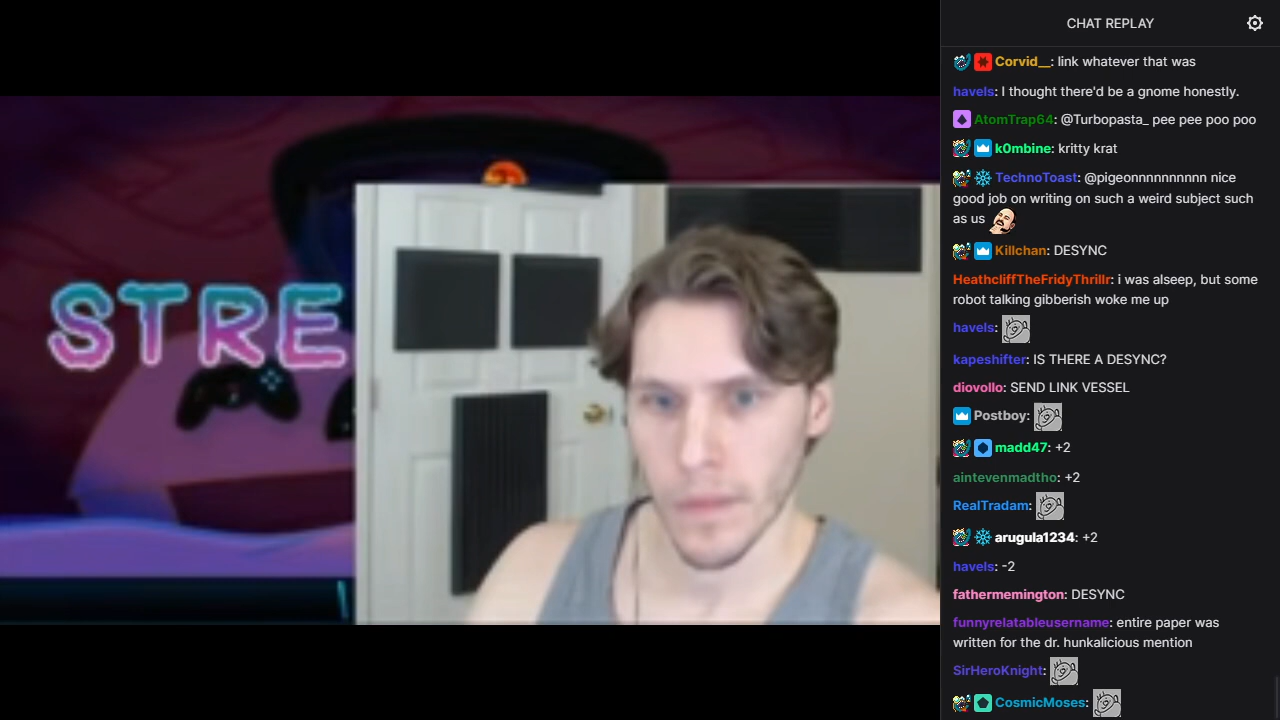 CHAT REPLAY
Corvid__: link whatever that was
havels: I thought there'd be a gnome honestly.
AtomTrap64: @Turbopasta_ pee pee poo poo
k0mbine: kritty krat
TechnoToast: @pigeonnnnnnnnnn nice
good job on writing on such a weird subject such
as us
Killchan: DESYNC
HeathcliffTheFridyThrillr: i was alseep, but some
robot talking gibberish woke me up
havels:
kapeshifter: IS THERE A DESYNC?
diovollo: SEND LINK VESSEL
Postboy:
madd47: +2
aintevenmadtho: +2
RealTradam:
arugula1234: +2
havels: -2
fathermemington: DESYNC
funnyrelatableusername: entire paper was
written for the dr. hunkalicious mention
SirHeroKnight:
CosmicMoses:
STRE